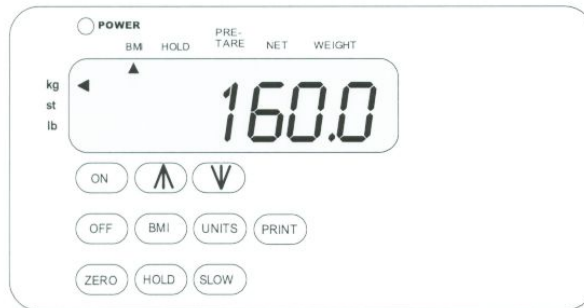 POWER
BMI HOLD PRE-TARE NET WEIGHT
kg
st
lb
160.0
ON
OFF BMI UNITS PRINT
ZERO HOLD SLOW